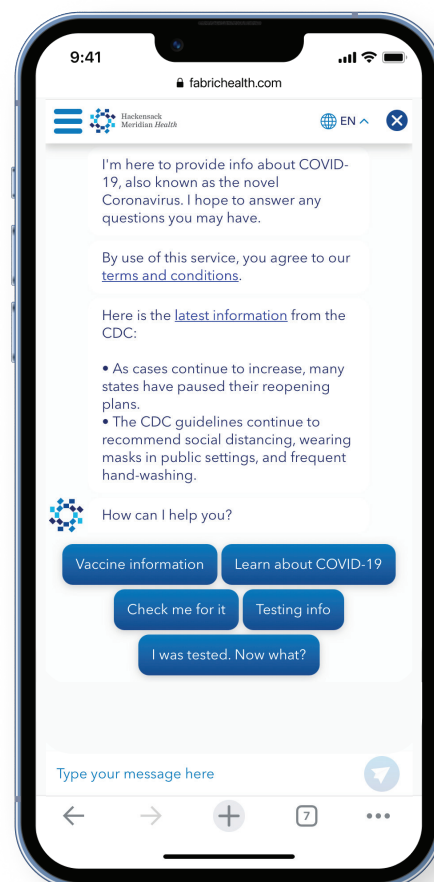 9:41
fabrichealth.com
Hackensack
Meridian Health
EN
I'm here to provide info about COVID-
19, also known as the novel
Coronavirus. I hope to answer any
questions you may have.
By use of this service, you agree to our
terms and conditions.
Here is the latest information from the
CDC:
• As cases continue to increase, many
states have paused their reopening
plans.
• The CDC guidelines continue to
recommend social distancing, wearing
masks in public settings, and frequent
hand-washing.
How can I help you?
Vaccine information
Learn about COVID-19
Check me for it
Testing info
I was tested. Now what?
Type your message here
7